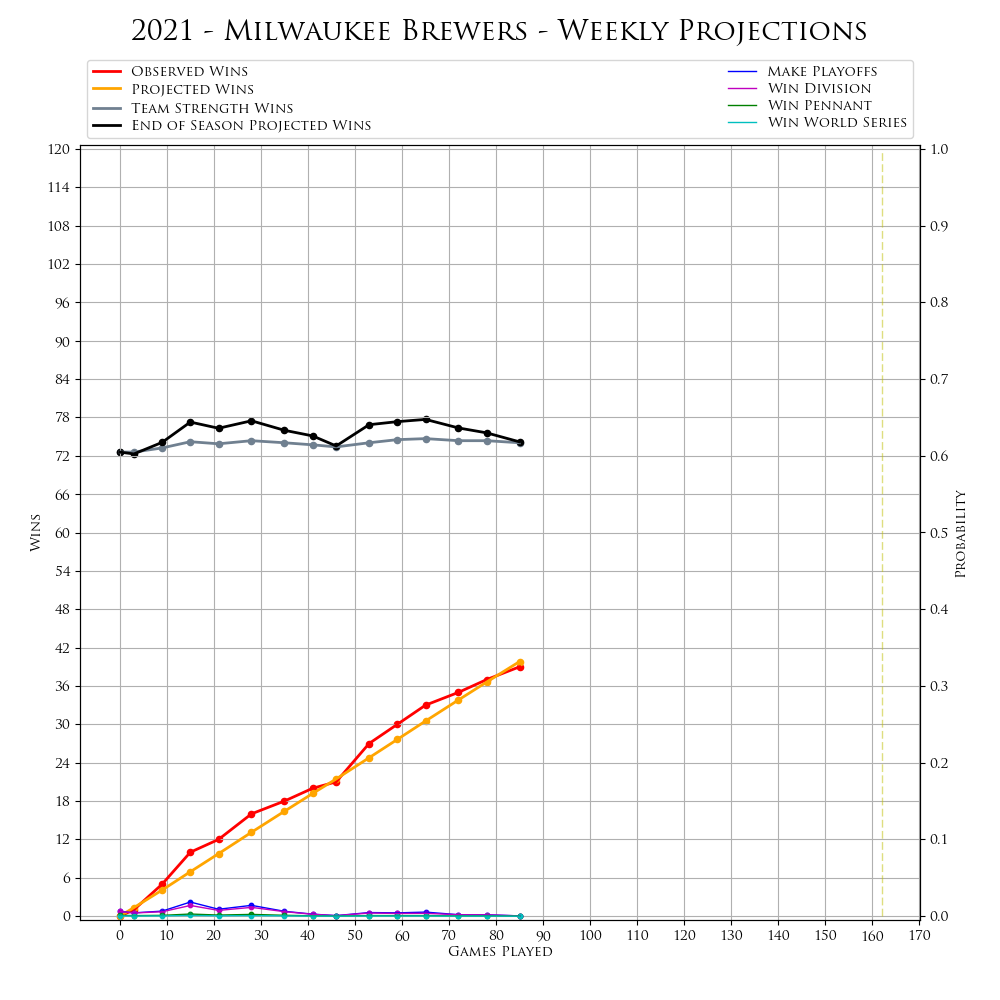 2021 - Milwaukee Brewers - Weekly Projections
Observed Wins
Projected Wins
Team Strength Wins
End of Season Projected Wins
Make Playoffs
Win Division
Win Pennant
Win World Series
120
114
108
102
96
90
84
78
72
66
60
54
48
42
36
30
24
18
12
6
0
Wins
1.0
0.9
0.8
0.7
0.6
0.5
0.4
0.3
0.2
0.1
0.0
Probability
0 10 20 30 40 50 60 70 80 90 100 110 120 130 140 150 160 170
Games Played